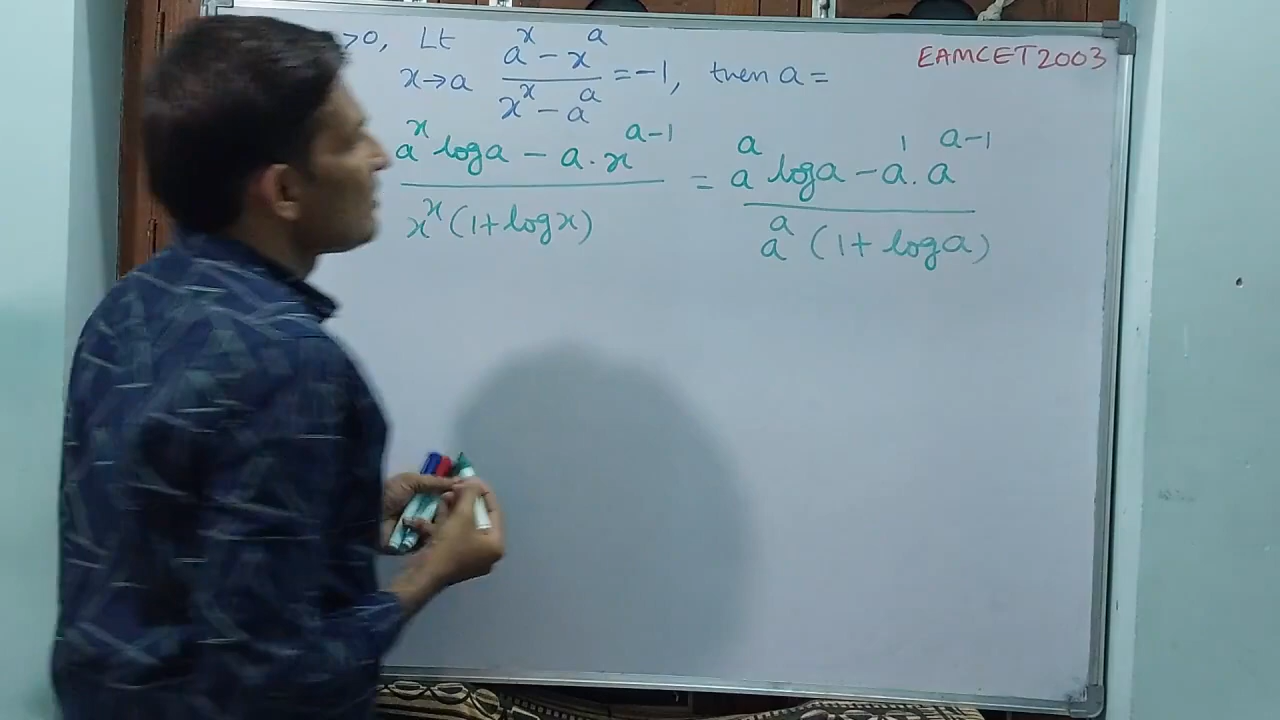 >0, Lt x→a (a^x − x^a)/(x^x − a^a) = −1, then a =
EAMCET2003
(a^x log a − a . x^(a−1))/(x^x (1+log x)) = (a^a log a − a^1 . a^(a−1))/(a^a (1+log a))